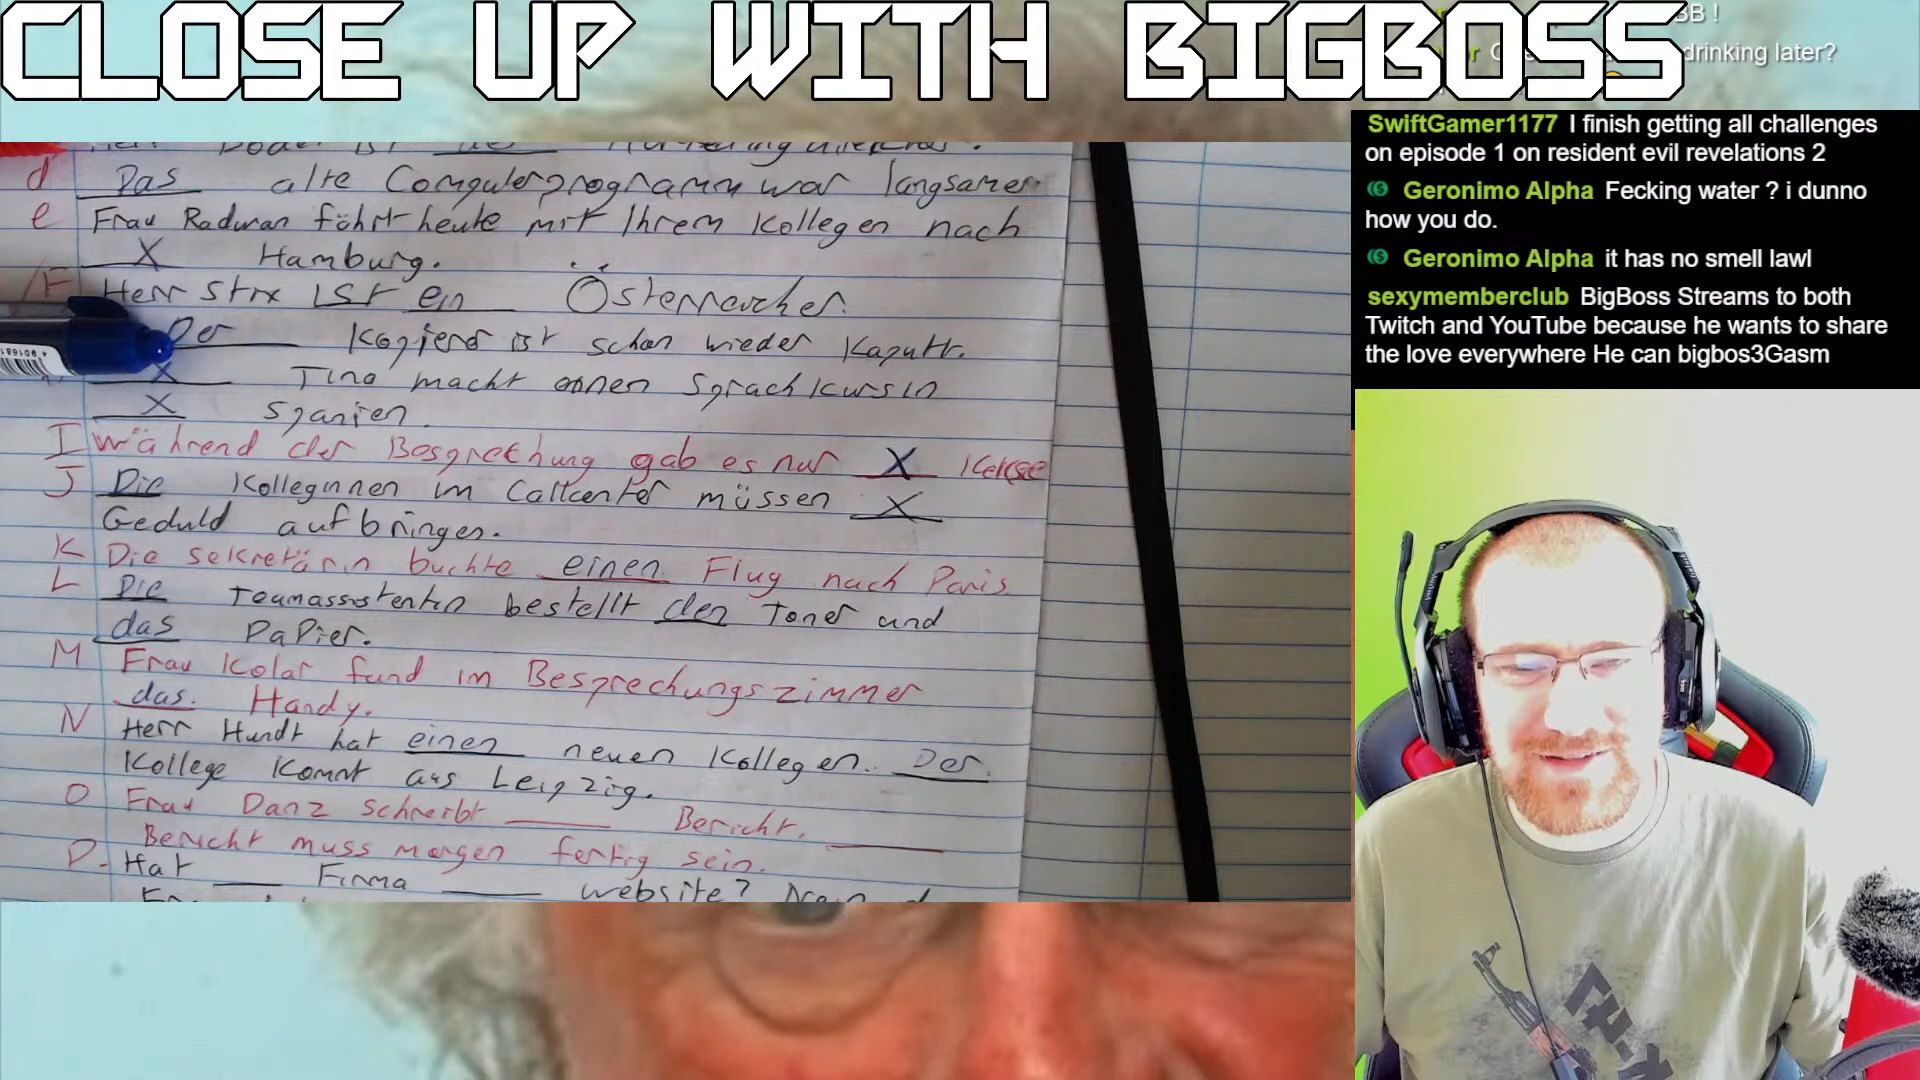 CLOSE UP WITH BIGBOSS
BB !
drinking later?
SwiftGamer1177 I finish getting all challenges
on episode 1 on resident evil revelations 2
Geronimo Alpha Fecking water ? i dunno
how you do.
Geronimo Alpha it has no smell lawl
sexymemberclub BigBoss Streams to both
Twitch and YouTube because he wants to share
the love everywhere He can bigbos3Gasm
d Das alte Computerprogramm war langsamer
e Frau Radwan fährt heute mit Ihrem Kollegen nach
X Hamburg.
F Herr Strx ist ein Österreicher.
Der Kopierer ist schon wieder kaputt.
X Tina macht einen Sprachkurs in
X Spanien.
I während der Besprechung gab es nur X Kekse
J Die Kolleginnen im Callcenter müssen X
Geduld aufbringen.
K Die sekretärin buchte einen Flug nach Paris.
L Die Teamassistentin bestellt den Toner und
das PaPier.
M Frau Kolar fand im Besprechungszimmer
das. Handy.
N Herr Hundt hat einen neuen Kollegen. Der.
Kollege kommt aus Leipzig.
O Frau Danz schreibt ____ Bericht. ____
Bericht muss morgen fertig sein.
P. Hat ____ Firma ____ website? Nein